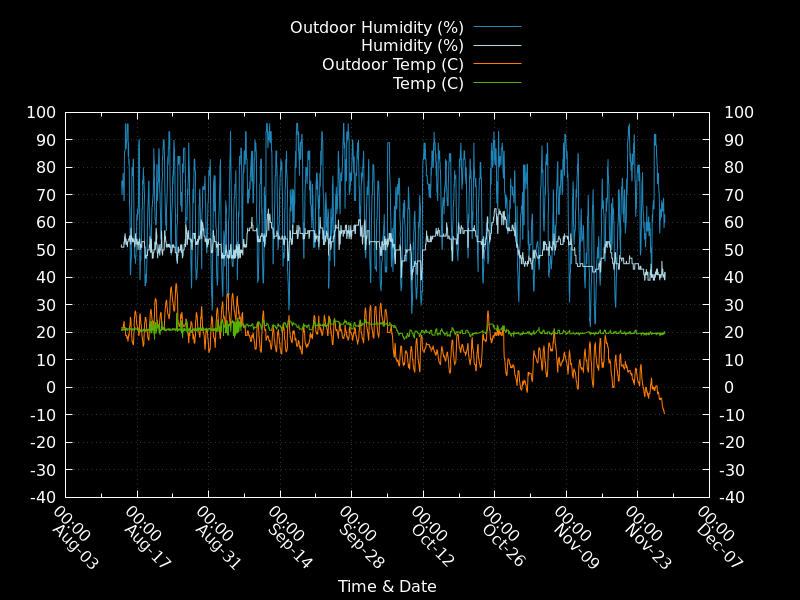 Outdoor Humidity (%)
Humidity (%)
Outdoor Temp (C)
Temp (C)
100 100
90 90
80 80
70 70
60 60
50 50
40 40
30 30
20 20
10 10
0 0
-10 -10
-20 -20
-30 -30
-40 -40
00:00 00:00 00:00 00:00 00:00 00:00 00:00 00:00 00:00 00:00
Aug-03 Aug-17 Aug-31 Sep-14 Sep-28 Oct-12 Oct-26 Nov-09 Nov-23 Dec-07
Time & Date